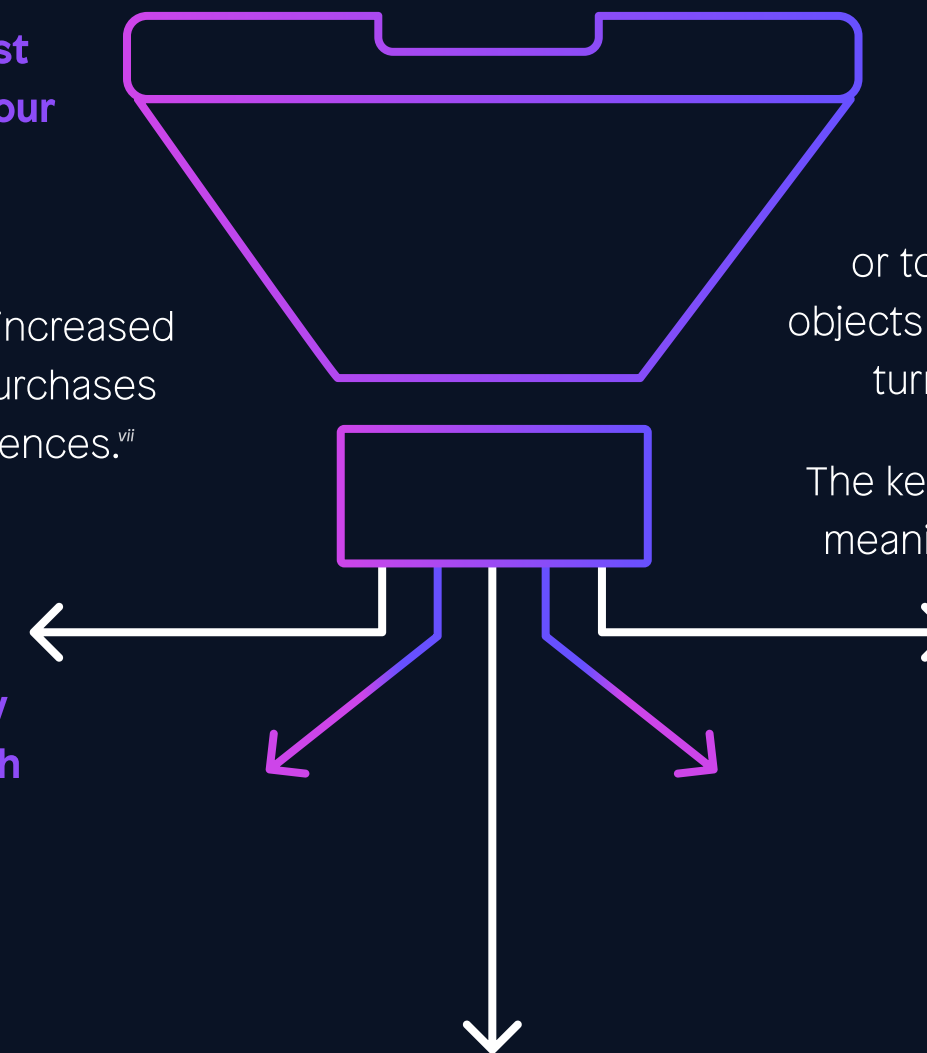 st
our
increased
urchases
ences.vii
y
h
or to
objects
turn
The ke
meani